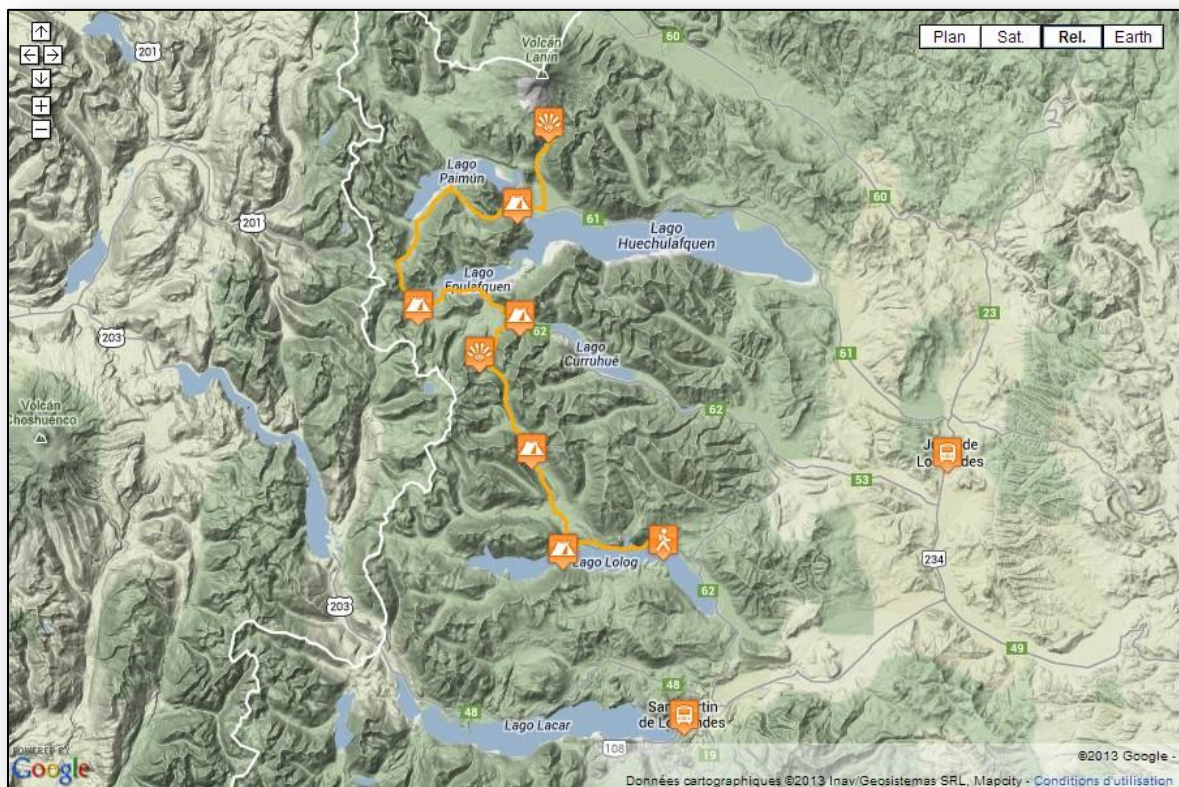 Plan
Sat.
Rel.
Earth
201
60
Volcán
Lanín
Lago
Paimún
60
61
201
Lago
Huechulafquen
Lago
Epulafquen
203
62
23
Lago
Curruhué
61
Volcán
Choshuenco
62
53
Lago Lolog
234
62
203
49
48
San Martín
48
Lago Lacar
108
19
POWERED BY
Google
©2013 Google -
Données cartographiques ©2013 Inav/Geosistemas SRL, Mapcity - Conditions d'utilisation